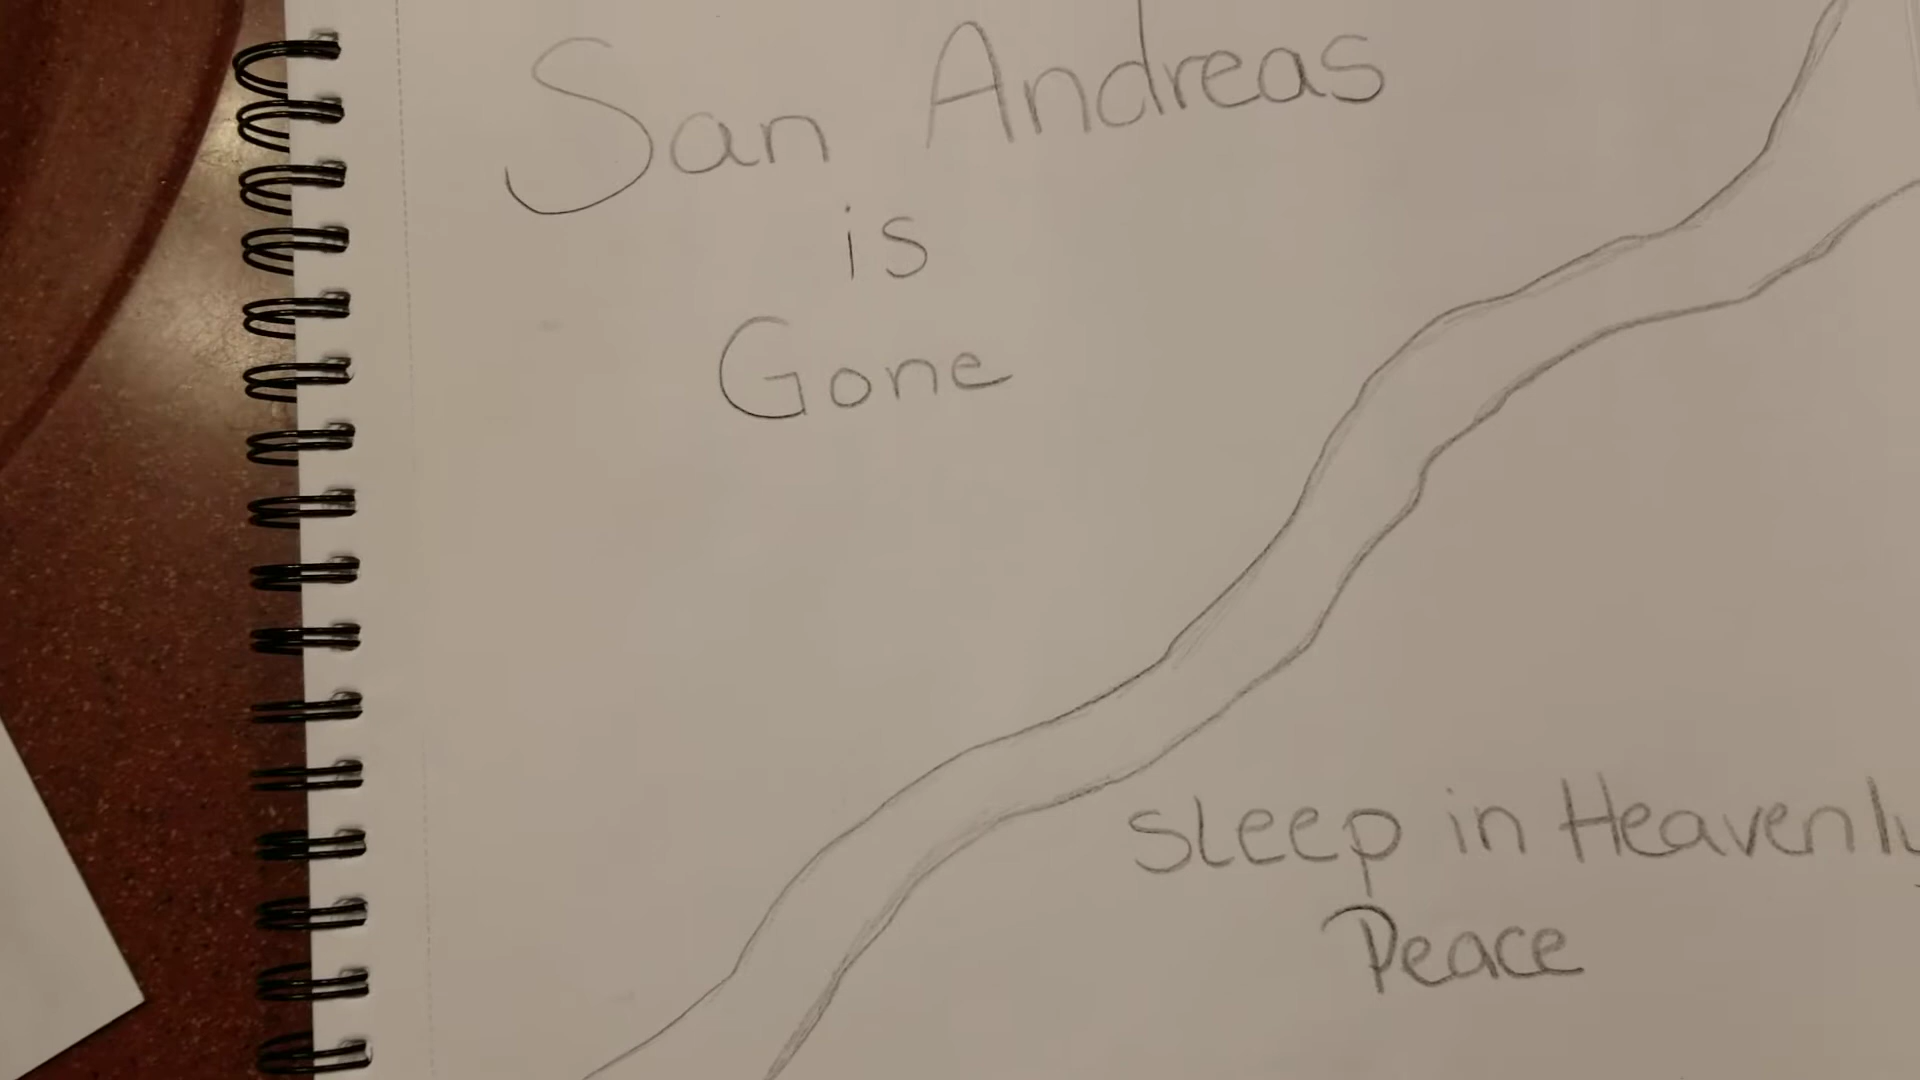 San Andreas
is
Gone
Sleep in Heavenly
Peace